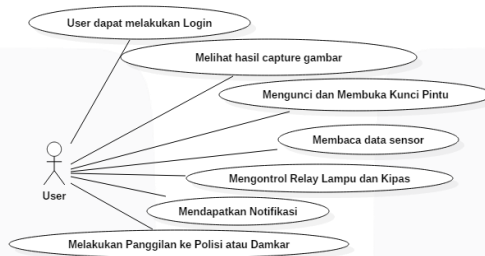 User dapat melakukan Login
Melihat hasil capture gambar
Mengunci dan Membuka Kunci Pintu
Membaca data sensor
Mengontrol Relay Lampu dan Kipas
User
Mendapatkan Notifikasi
Melakukan Panggilan ke Polisi atau Damkar